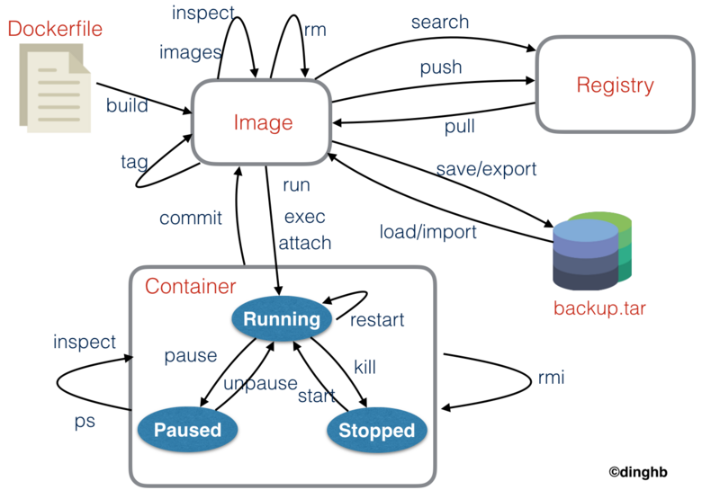 inspect
Dockerfile
rm
search
images
push
Registry
build
Image
pull
tag
save/export
run
commit
exec
load/import
attach
Container
backup.tar
Running
restart
inspect
pause
kill
unpause
start
rmi
ps
Paused
Stopped
©dinghb